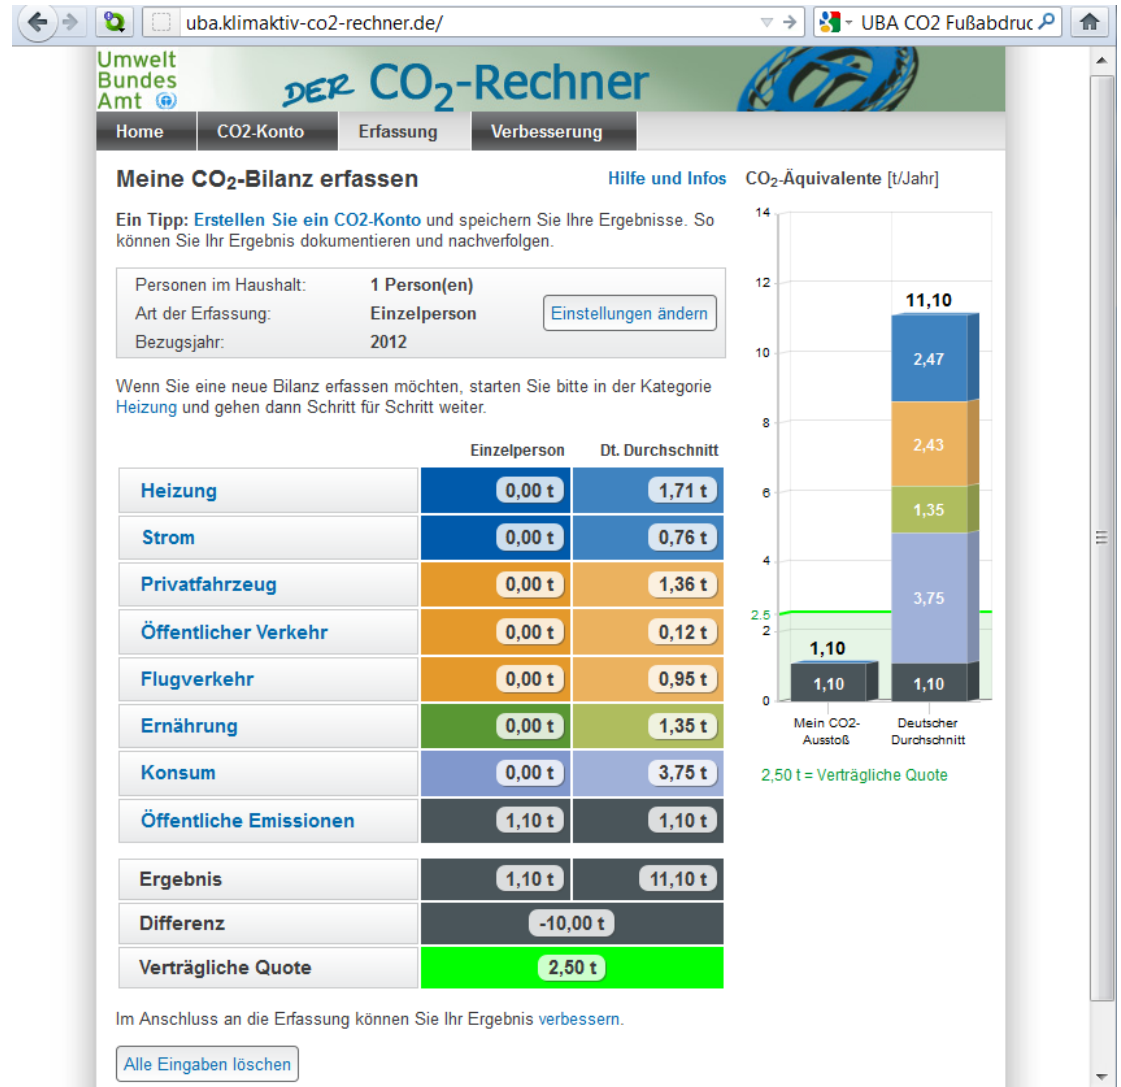 uba.klimaktiv-co2-rechner.de/
UBA CO2 Fußabdruc
Umwelt
Bundes
Amt
DER CO2-Rechner
Home CO2-Konto Erfassung Verbesserung
Meine CO2-Bilanz erfassen
Hilfe und Infos
Ein Tipp: Erstellen Sie ein CO2-Konto und speichern Sie Ihre Ergebnisse. So
können Sie Ihr Ergebnis dokumentieren und nachverfolgen.
Personen im Haushalt: 1 Person(en)
Art der Erfassung: Einzelperson
Bezugsjahr: 2012
Einstellungen ändern
Wenn Sie eine neue Bilanz erfassen möchten, starten Sie bitte in der Kategorie
Heizung und gehen dann Schritt für Schritt weiter.
Einzelperson Dt. Durchschnitt
Heizung 0,00 t 1,71 t
Strom 0,00 t 0,76 t
Privatfahrzeug 0,00 t 1,36 t
Öffentlicher Verkehr 0,00 t 0,12 t
Flugverkehr 0,00 t 0,95 t
Ernährung 0,00 t 1,35 t
Konsum 0,00 t 3,75 t
Öffentliche Emissionen 1,10 t 1,10 t
Ergebnis 1,10 t 11,10 t
Differenz -10,00 t
Verträgliche Quote 2,50 t
Im Anschluss an die Erfassung können Sie Ihr Ergebnis verbessern.
Alle Eingaben löschen
CO2-Äquivalente [t/Jahr]
14
12
11,10
10
2,47
8
2,43
6
1,35
4
3,75
2.5
2
1,10
1,10
1,10
0
Mein CO2-
Ausstoß
Deutscher
Durchschnitt
2,50 t = Verträgliche Quote